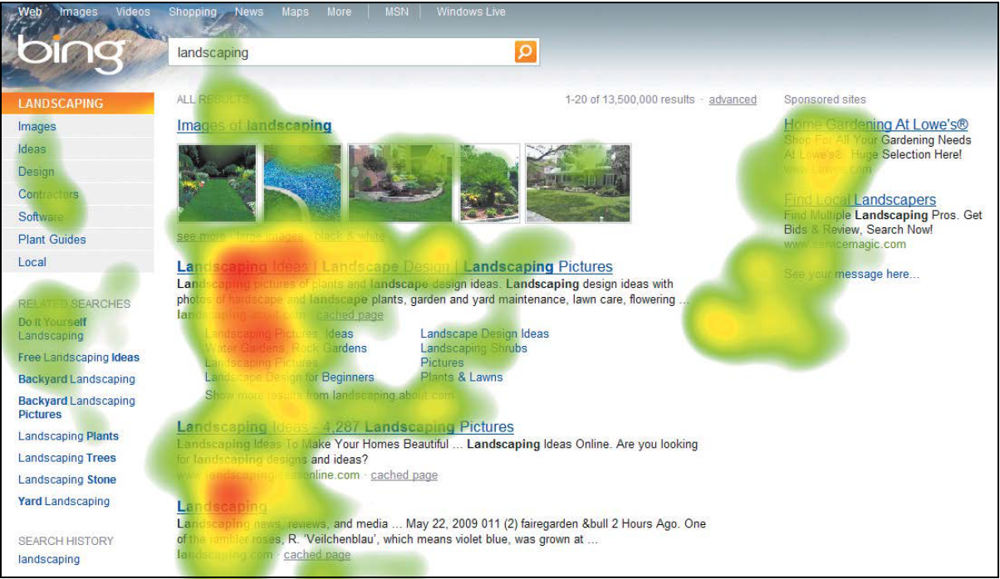 Web Images Videos Shopping News Maps More | MSN | Windows Live
bing™
landscaping
LANDSCAPING
Images
Ideas
Design
Contractors
Software
Plant Guides
Local
RELATED SEARCHES
Do It Yourself
Landscaping
Free Landscaping Ideas
Backyard Landscaping
Backyard Landscaping
Pictures
Landscaping Plants
Landscaping Trees
Landscaping Stone
Yard Landscaping
SEARCH HISTORY
landscaping
ALL RESULTS
1-20 of 13,500,000 results · advanced
Images of landscaping
see more · large images · black & white
Landscaping Ideas | Landscape Design | Landscaping Pictures
Landscaping pictures of plants and landscape design ideas. Landscaping design ideas with
photos of hardscape and landscape plants, garden and yard maintenance, lawn care, flowering ...
landscaping.about.com · cached page
Landscaping Pictures, Ideas
Water Gardens, Rock Gardens
Landscaping Pictures
Landscape Design for Beginners
Landscape Design Ideas
Landscaping Shrubs
Pictures
Plants & Lawns
Show more results from landscaping.about.com
Landscaping Ideas - 4,287 Landscaping Pictures
Landscaping Ideas To Make Your Homes Beautiful ... Landscaping Ideas Online. Are you looking
for landscaping designs and ideas?
www.landscapingideasonline.com · cached page
Landscaping
Landscaping news, reviews, and media ... May 22, 2009 011 (2) fairegarden &bull 2 Hours Ago. One
of the rambler roses, R. 'Veilchenblau', which means violet blue, was grown at ...
landscaping.com · cached page
Sponsored sites
Home Gardening At Lowe's®
Shop For All Your Gardening Needs
At Lowe's®. Huge Selection Here!
www.Lowes.com
Find Local Landscapers
Find Multiple Landscaping Pros. Get
Bids & Review, Search Now!
www.servicemagic.com
See your message here...